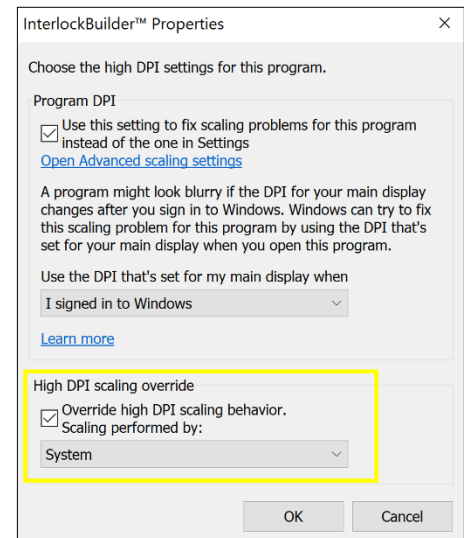 InterlockBuilder™ Properties
Choose the high DPI settings for this program.
Program DPI
Use this setting to fix scaling problems for this program
instead of the one in Settings
Open Advanced scaling settings
A program might look blurry if the DPI for your main display
changes after you sign in to Windows. Windows can try to fix
this scaling problem for this program by using the DPI that's
set for your main display when you open this program.
Use the DPI that's set for my main display when
I signed in to Windows
Learn more
High DPI scaling override
Override high DPI scaling behavior.
Scaling performed by:
System
OK Cancel